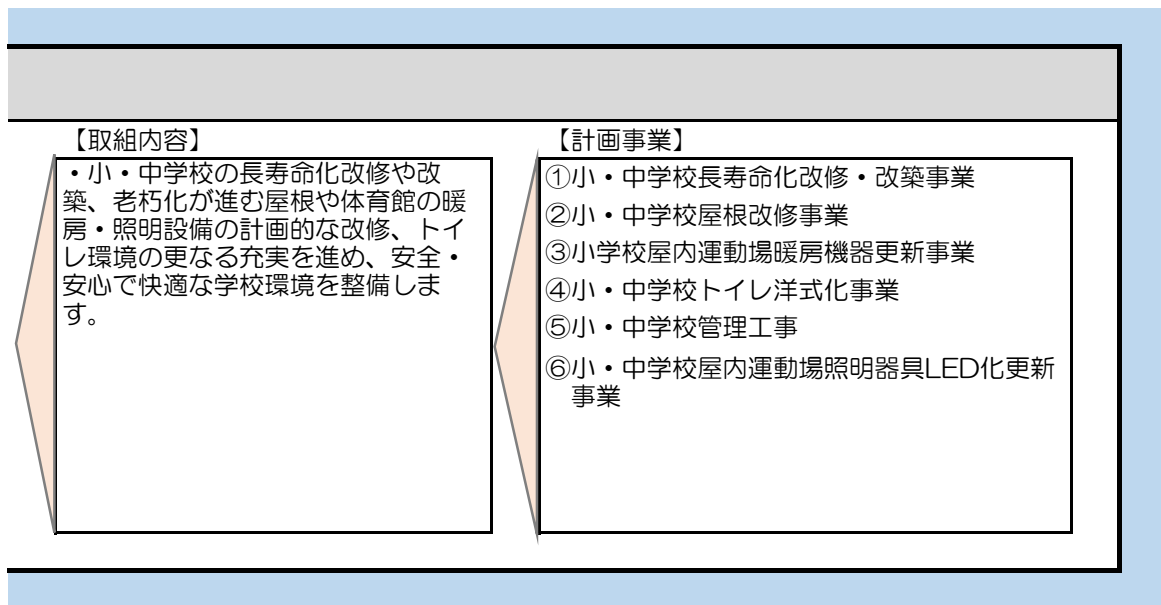 【取組内容】
・小・中学校の長寿命化改修や改
築、老朽化が進む屋根や体育館の暖
房・照明設備の計画的な改修、トイ
レ環境の更なる充実を進め、安全・
安心で快適な学校環境を整備しま
す。
【計画事業】
①小・中学校長寿命化改修・改築事業
②小・中学校屋根改修事業
③小学校屋内運動場暖房機器更新事業
④小・中学校トイレ洋式化事業
⑤小・中学校管理工事
⑥小・中学校屋内運動場照明器具LED化更新
事業